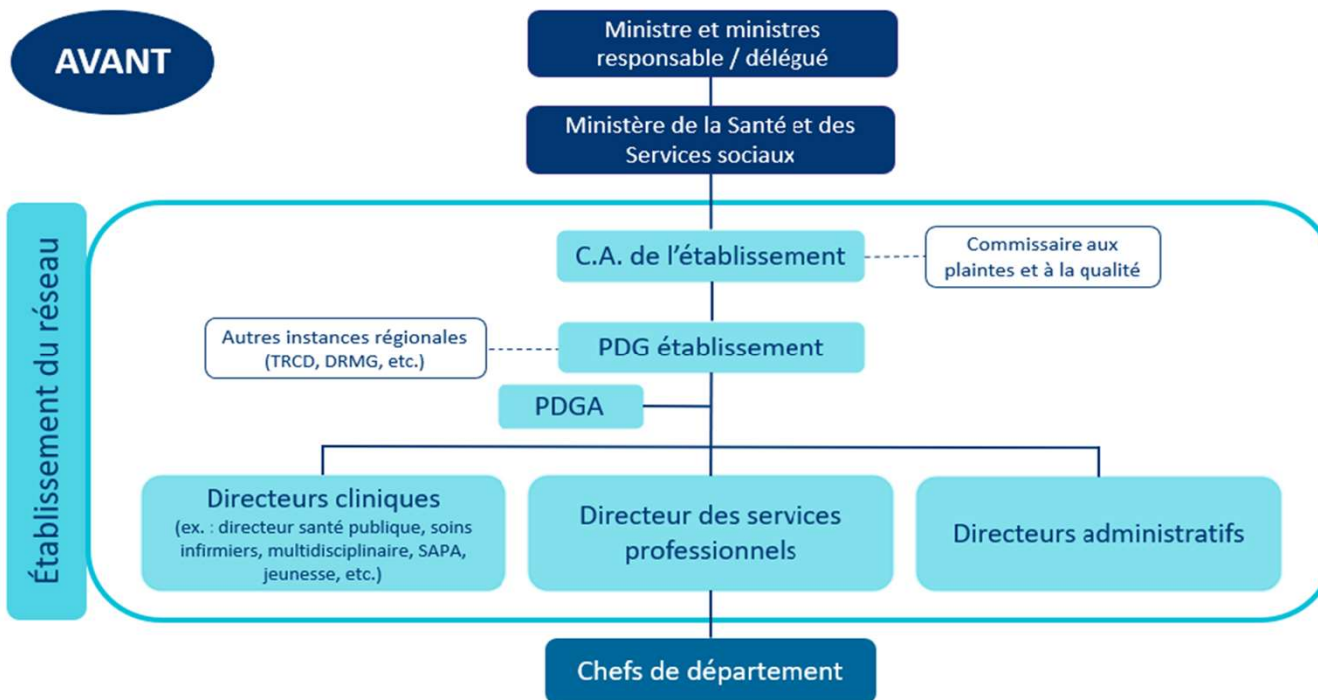 AVANT
Ministre et ministres
responsable / délégué
Ministère de la Santé et des
Services sociaux
Établissement du réseau
C.A. de l'établissement
Commissaire aux
plaintes et à la qualité
Autres instances régionales
(TRCD, DRMG, etc.)
PDG établissement
PDGA
Directeurs cliniques
(ex. : directeur santé publique, soins
infirmiers, multidisciplinaire, SAPA,
jeunesse, etc.)
Directeur des services
professionnels
Directeurs administratifs
Chefs de département